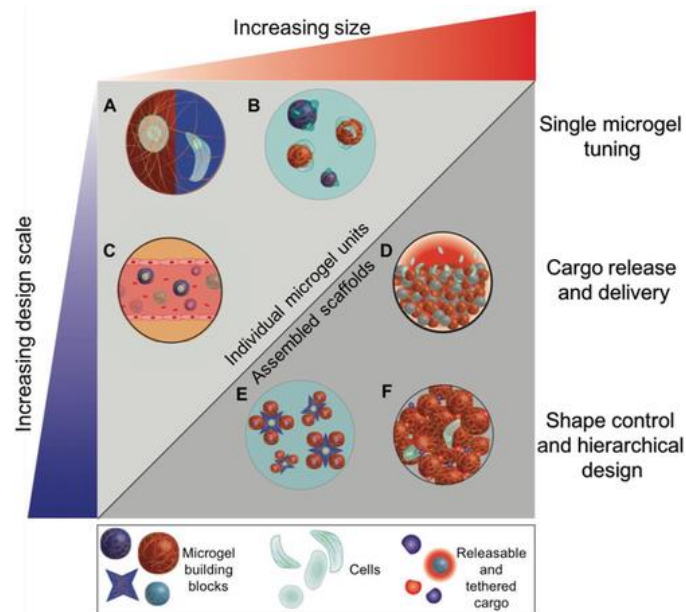 Increasing size
Increasing design scale
A
B
Single microgel
tuning
C
D
Cargo release
and delivery
Individual microgel units
Assembled scaffolds
E
F
Shape control
and hierarchical
design
Microgel
building
blocks
Cells
Releasable
and
tethered
cargo